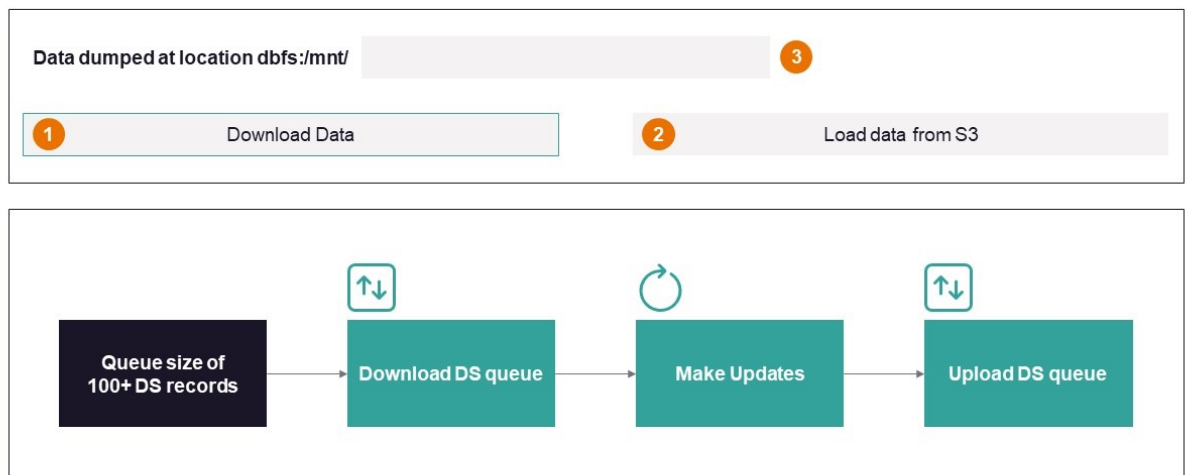 Data dumped at location dbfs:/mnt/
3
1
Download Data
2
Load data from S3
Queue size of
100+ DS records
Download DS queue
Make Updates
Upload DS queue